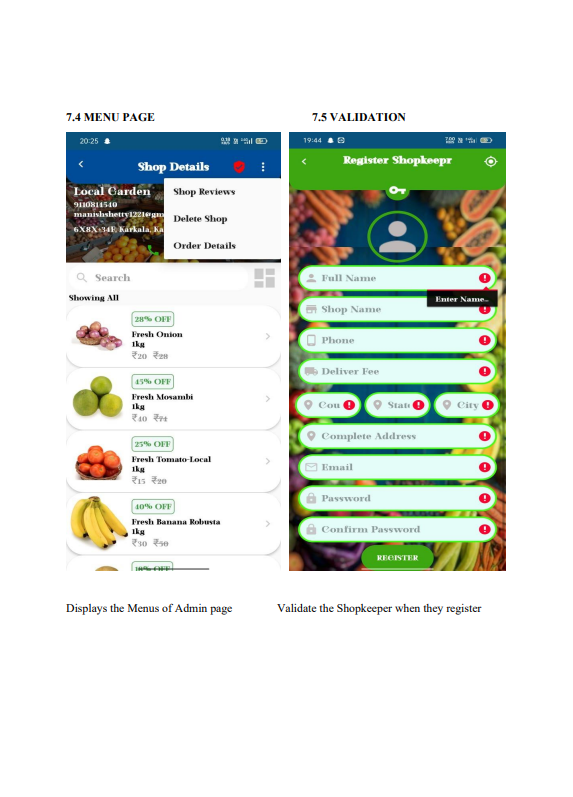 7.4 MENU PAGE
7.5 VALIDATION
20:25
Shop Details
Local Garden
9110811540
manishshetty1221@gm
6X8X+34F, Karkala, Ka
Shop Reviews
Delete Shop
Order Details
Search
Showing All
28% OFF
Fresh Onion
1kg
₹20 ₹28
45% OFF
Fresh Mosambi
1kg
₹40 ₹74
25% OFF
Fresh Tomato-Local
1kg
₹15 ₹20
40% OFF
Fresh Banana Robusta
1kg
₹30 ₹50
OFF
19:44
Register Shopkeepr
Full Name
Enter Name..
Shop Name
Phone
Deliver Fee
Cou
State
City
Complete Address
Email
Password
Confirm Password
REGISTER
Displays the Menus of Admin page
Validate the Shopkeeper when they register